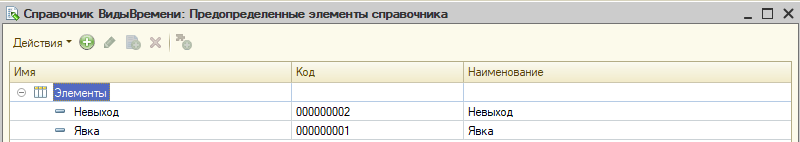 Справочник ВидыВремени: Предопределенные элементы справочника
Действия
Имя Код Наименование
Элементы
Невыход 000000002 Невыход
Явка 000000001 Явка